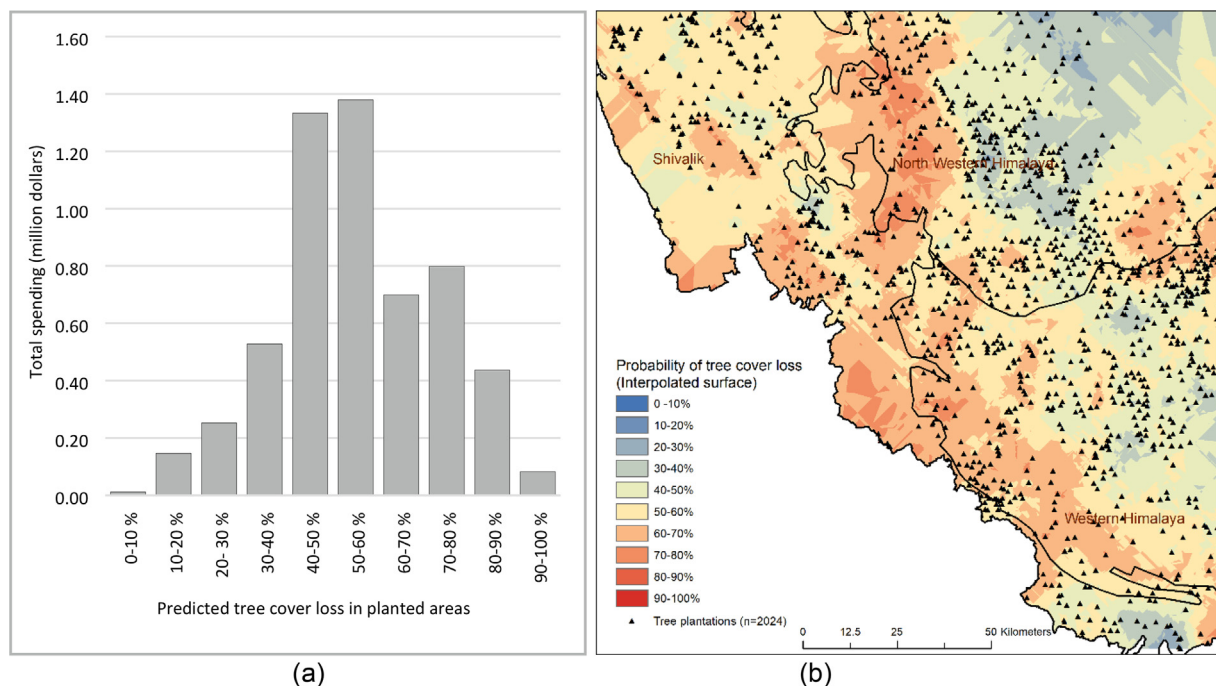 1.60
1.40
1.20
1.00
0.80
0.60
0.40
0.20
0.00
Total spending (million dollars)
0-10 %
10-20 %
20- 30 %
30-40 %
40-50 %
50-60 %
60-70 %
70-80 %
80-90 %
90-100 %
Predicted tree cover loss in planted areas
(a)
Shivalik
North Western Himalaya
Western Himalaya
Probability of tree cover loss
(Interpolated surface)
0 -10%
10-20%
20-30%
30-40%
40-50%
50-60%
60-70%
70-80%
80-90%
90-100%
Tree plantations (n=2024)
0 12.5 25 50 Kilometers
(b)